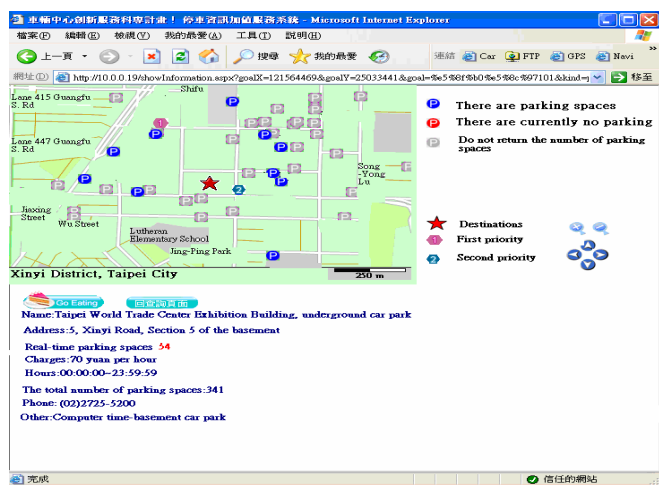 車輛中心創新服務科專計畫！ 停車資訊加值服務系統 - Microsoft Internet Explorer
檔案(F) 編輯(E) 檢視(V) 我的最愛(A) 工具(T) 說明(H)
上一頁 搜尋 我的最愛 連結 Car FTP GPS Navi
網址(D) http://10.0.0.19/showInformation.aspx?goalX=121564469&goalY=25033441&goal=%e5%8f%b0%e5%8c%97101&kind=j 移至
Lane 415 Guangfu S. Rd
Shifu
Lane 447 Guangfu S. Rd
Song -Yong Lu
Jiaxing Street
Wu Street
Lutheran Elementary School
Jing-Ping Park
Xinyi District, Taipei City
250 m
P There are parking spaces
P There are currently no parking
P Do not return the number of parking spaces
Destinations
1 First priority
2 Second priority
Go Eating 回查詢頁面
Name:Taipei World Trade Center Exhibition Building, underground car park
Address:5, Xinyi Road, Section 5 of the basement
Real-time parking spaces 54
Charges:70 yuan per hour
Hours:00:00:00~23:59:59
The total number of parking spaces:341
Phone: (02)2725-5200
Other:Computer time-basement car park
完成 信任的網站